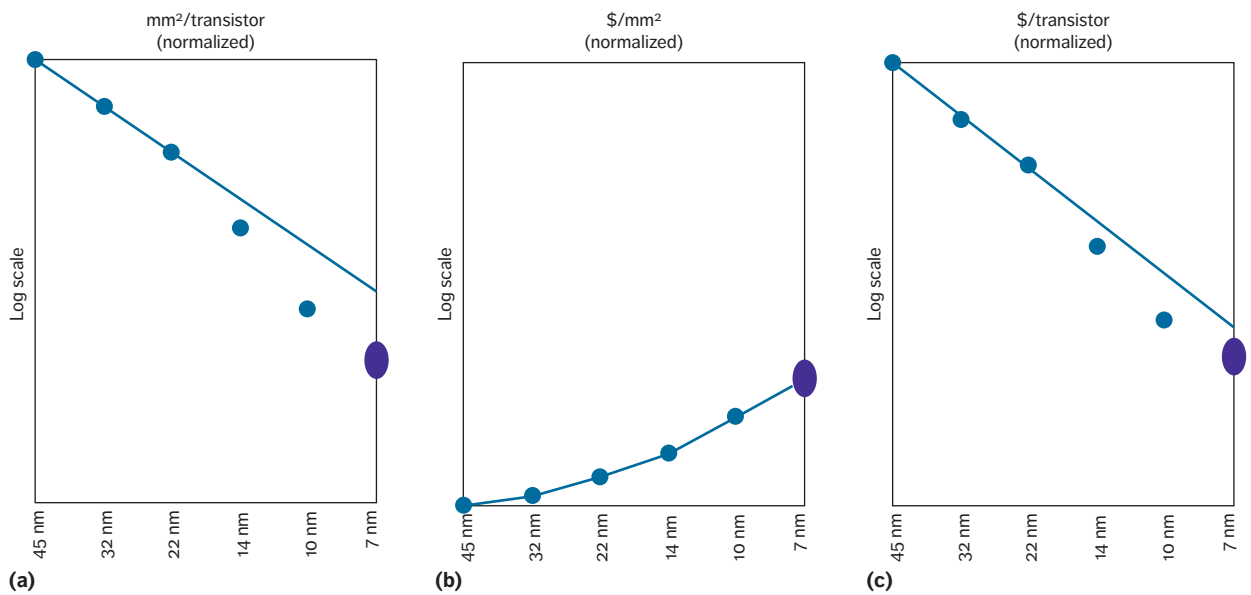 mm²/transistor
(normalized)
Log scale
45 nm
32 nm
22 nm
14 nm
10 nm
7 nm
(a)
$/mm²
(normalized)
Log scale
45 nm
32 nm
22 nm
14 nm
10 nm
7 nm
(b)
$/transistor
(normalized)
Log scale
45 nm
32 nm
22 nm
14 nm
10 nm
7 nm
(c)